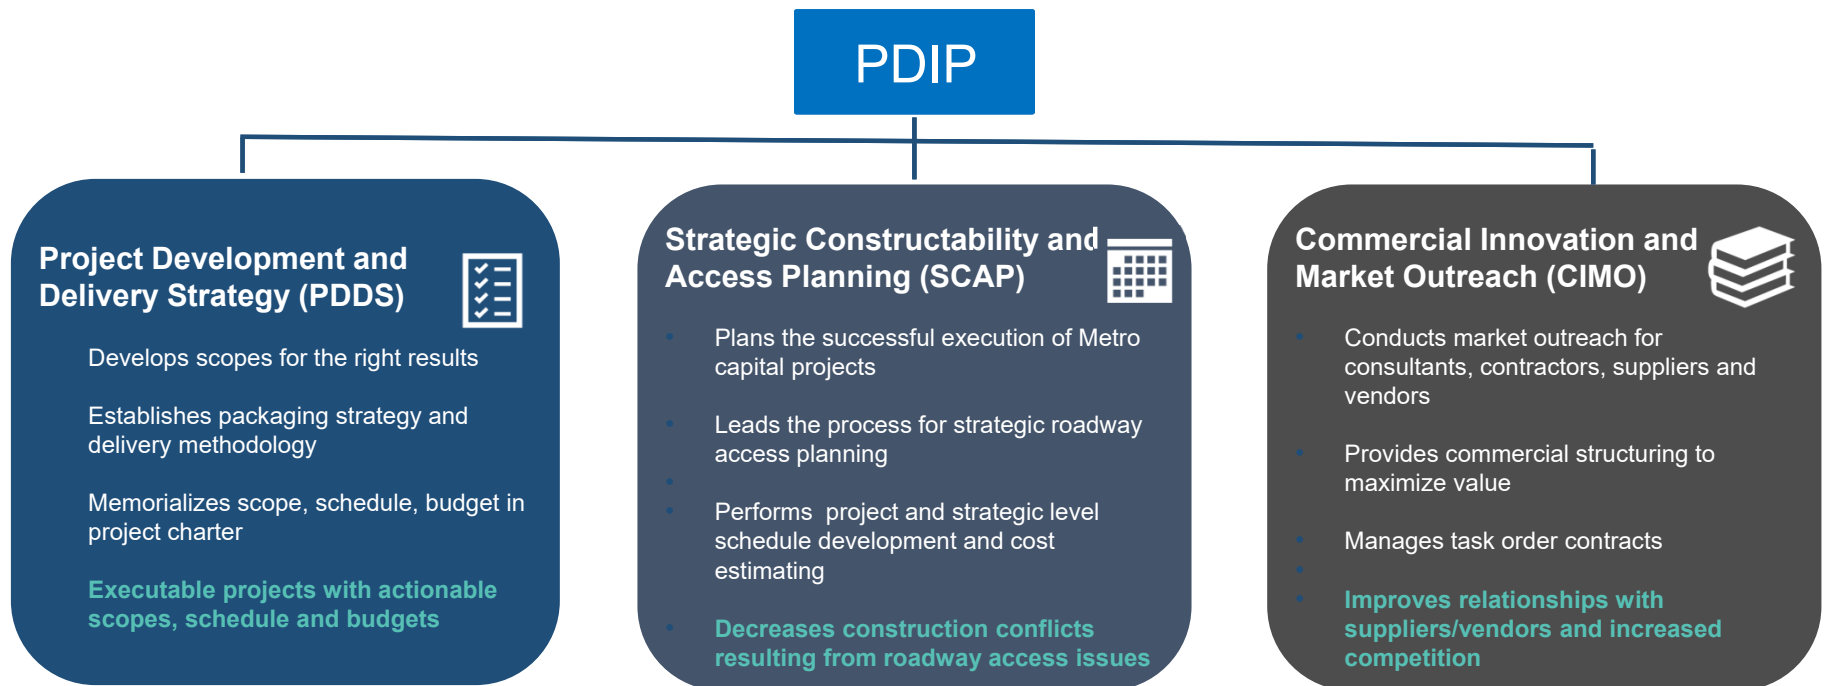 PDIP
Project Development and
Delivery Strategy (PDDS)
Develops scopes for the right results
Establishes packaging strategy and
delivery methodology
Memorializes scope, schedule, budget in
project charter
Executable projects with actionable
scopes, schedule and budgets
Strategic Constructability and
Access Planning (SCAP)
• Plans the successful execution of Metro
capital projects
• Leads the process for strategic roadway
access planning
•
• Performs  project and strategic level
schedule development and cost
estimating
• Decreases construction conflicts
resulting from roadway access issues
Commercial Innovation and
Market Outreach (CIMO)
• Conducts market outreach for
consultants, contractors, suppliers and
vendors
• Provides commercial structuring to
maximize value
• Manages task order contracts
•
• Improves relationships with
suppliers/vendors and increased
competition